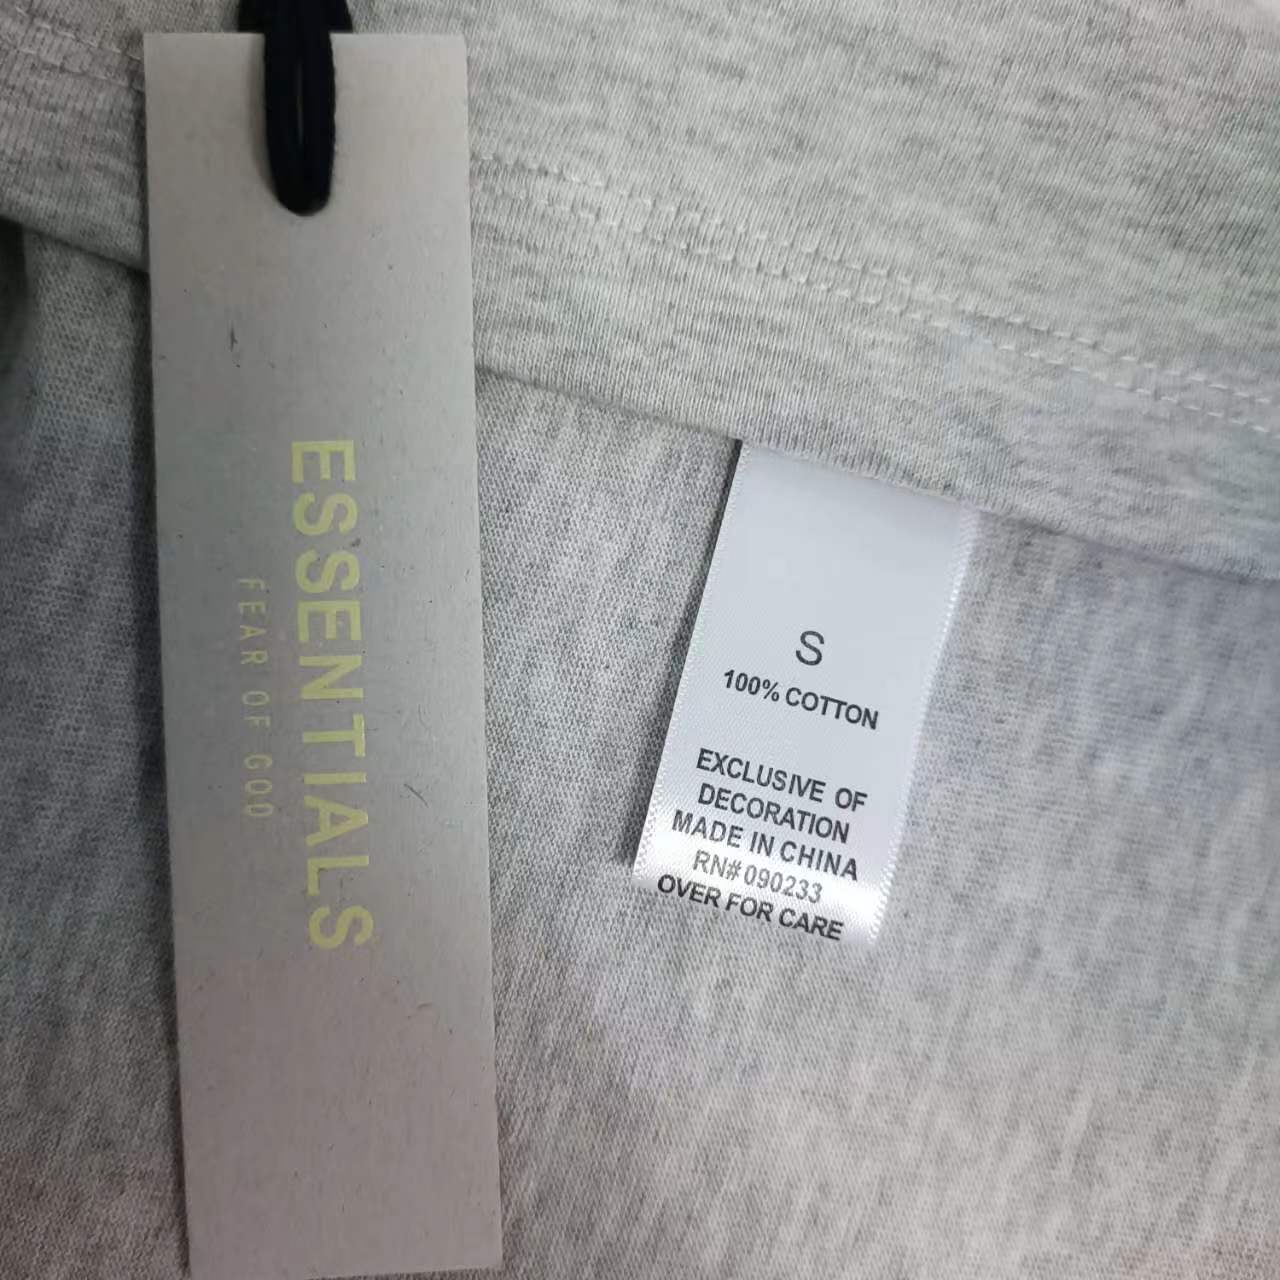 ESSENTIALS
FEAR OF GOD
S
100% COTTON
EXCLUSIVE OF
DECORATION
MADE IN CHINA
RN# 090233
OVER FOR CARE